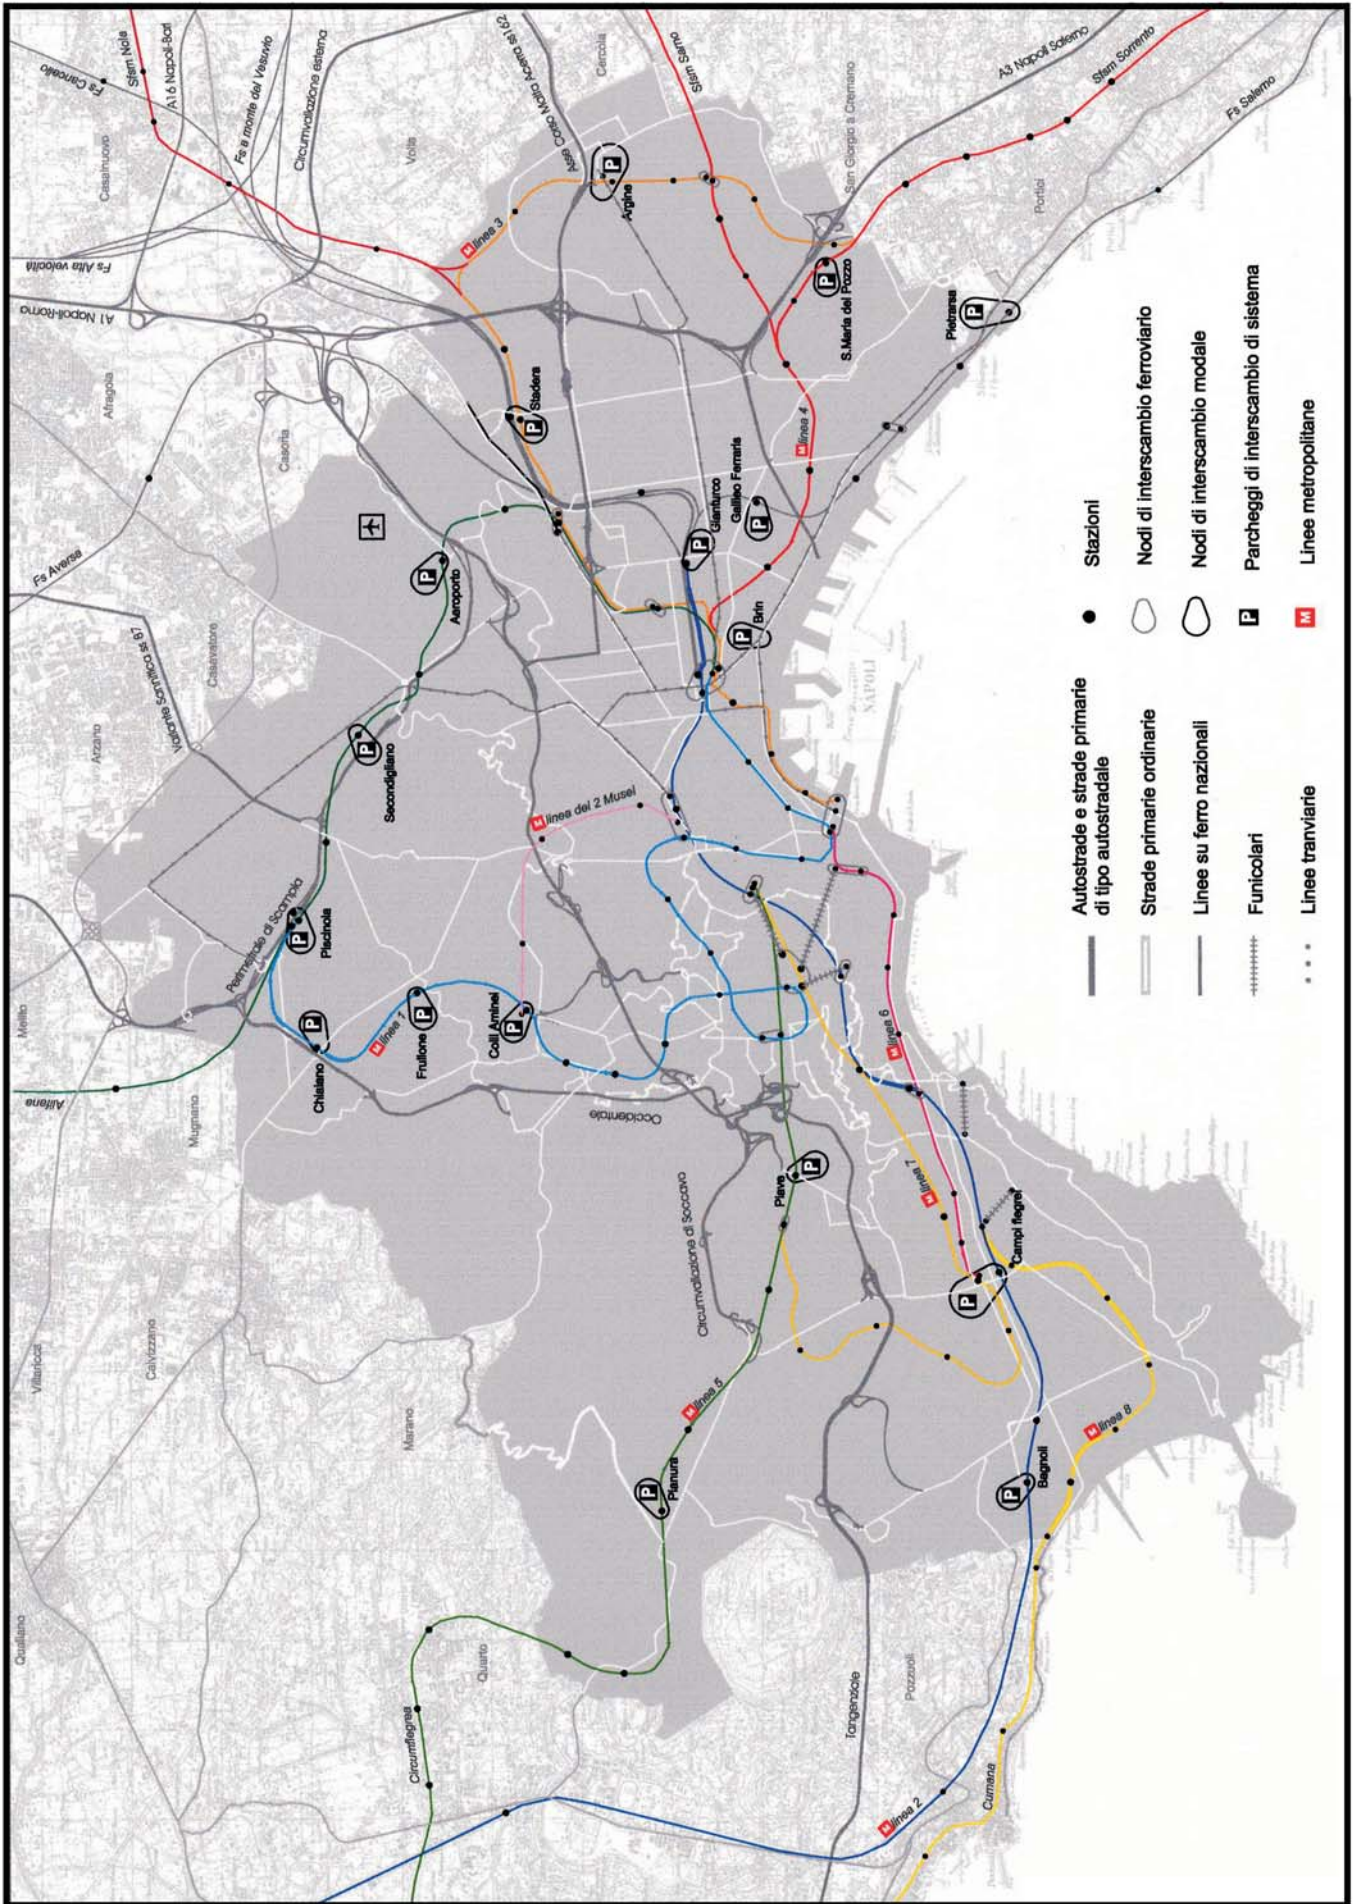 Qualiano
Villaricca
Calvizzano
Marano
Mugnano
Melito
Arzano
Casavatore
Casoria
Afragola
Casalnuovo
Volla
Cercola
San Giorgio a Cremano
Portici
Quarto
Pozzuoli
Alifana
Fs Aversa
Variante Sannitica ss 87
A1 Napoli-Roma
Fs Alta velocità
Fs Cancello
Sfsm Nola
A16 Napoli-Bari
Fs a monte del Vesuvio
Circumvallazione esterna
Asse Corso Malta Acerra ss162
Sfsm Sarno
A3 Napoli Salerno
Sfsm Sorrento
Fs Salerno
Perimetrale di Scampia
Occidentale
Circumvallazione di Soccavo
Tangenziale
Circumflegrea
Cumana
Chiaiano
P
Piscinola
P
Secondigliano
P
Aeroporto
P
Frullone
P
Colli Aminei
P
Stadera
P
Argine
P
S.Maria del Pozzo
P
Pietrarsa
P
Gianturco
P
Galileo Ferraris
P
Brin
P
Piave
P
Pianura
P
Campi flegrei
P
Bagnoli
P
M linea 1
M linea 2
M linea 3
M linea 4
M linea 5
M linea 6
M linea 7
M linea 8
M linea dei 2 Musei
NAPOLI
Autostrade e strade primarie
di tipo autostradale
Strade primarie ordinarie
Linee su ferro nazionali
Funicolari
Linee tranviarie
Stazioni
Nodi di interscambio ferroviario
Nodi di interscambio modale
P Parcheggi di interscambio di sistema
M Linee metropolitane